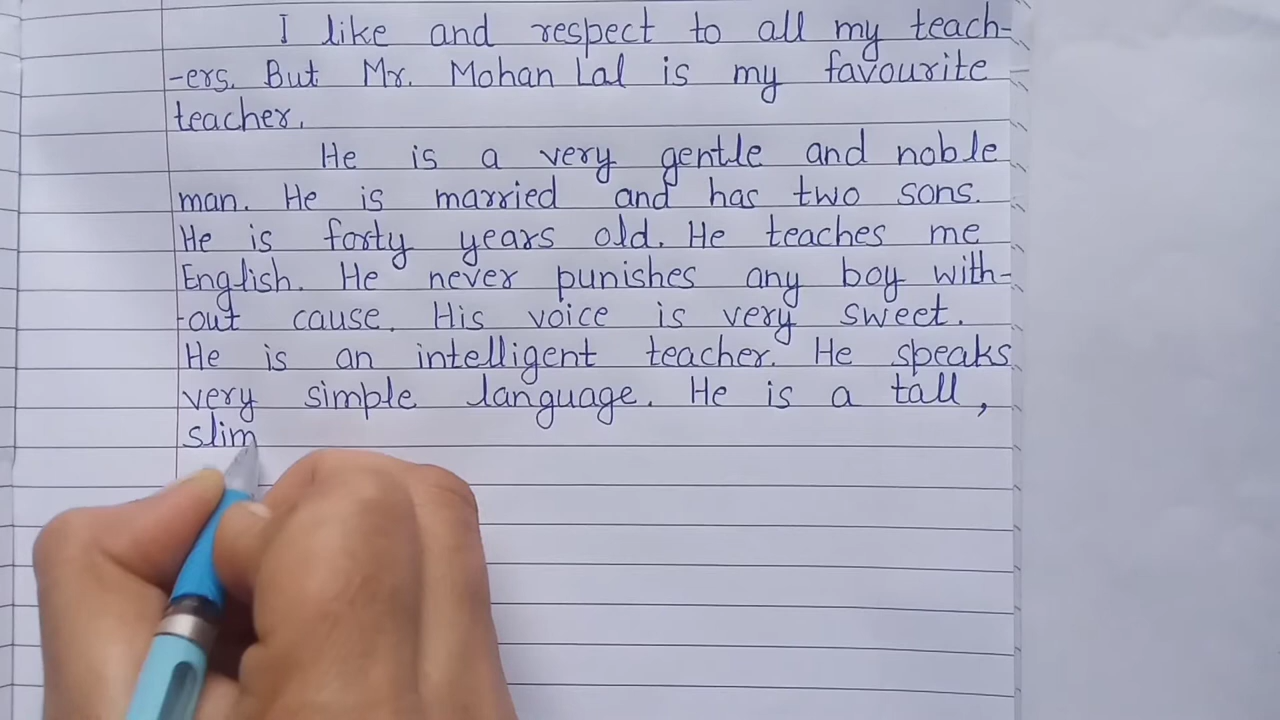 I like and respect to all my teach-
-ers. But Mr. Mohan Lal is my favourite
teacher.
He is a very gentle and noble
man. He is married and has two sons.
He is forty years old. He teaches me
English. He never punishes any boy with-
-out cause. His voice is very sweet.
He is an intelligent teacher. He speaks
very simple language. He is a tall,
slim